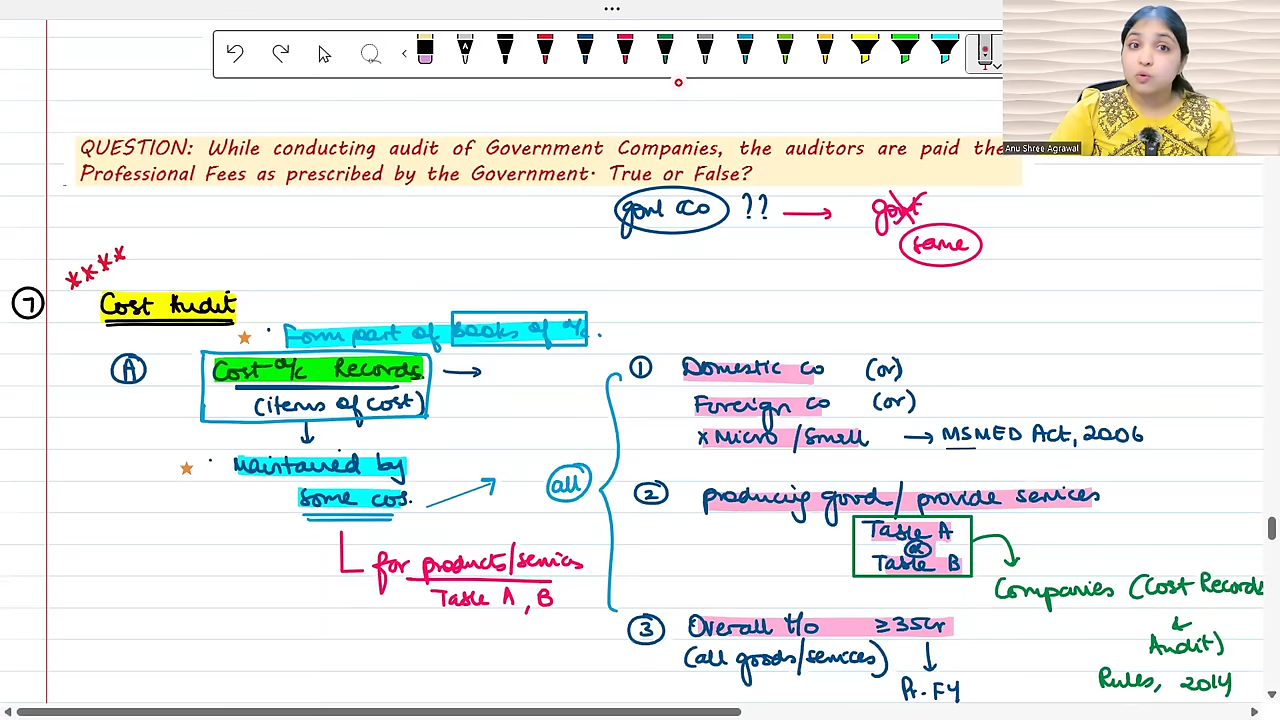 Anu Shree Agrawal
QUESTION: While conducting audit of Government Companies, the auditors are paid the
Professional Fees as prescribed by the Government. True or False?
govt Co ?? → govt
same
****
7 Cost Audit
Form part of books of a/c.
A Cost a/c Records →
(items of cost)
Maintained by
some cos.
for products/services
Table A, B
all
1 Domestic co (or)
Foreign co (or)
x Micro / Small → MSMED Act, 2006
2 producing good / provide services
Table A
or
Table B
Companies (Cost Records
&
Audit)
Rules, 2014
3 Overall t/o ≥35cr
(all goods/services)
Pr. FY